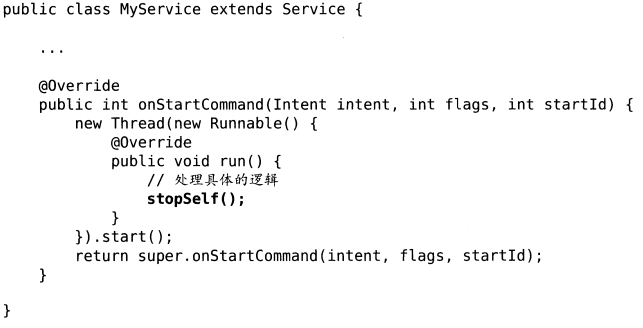 public class MyService extends Service {
...
@Override
public int onStartCommand(Intent intent, int flags, int startId) {
new Thread(new Runnable() {
@Override
public void run() {
// 处理具体的逻辑
stopSelf();
}
}).start();
return super.onStartCommand(intent, flags, startId);
}
}